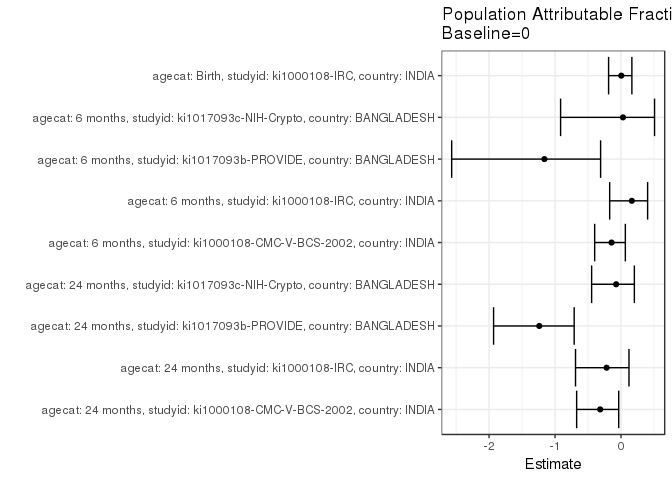 Population Attributable Fracti
Baseline=0
agecat: Birth, studyid: ki1000108-IRC, country: INDIA
agecat: 6 months, studyid: ki1017093c-NIH-Crypto, country: BANGLADESH
agecat: 6 months, studyid: ki1017093b-PROVIDE, country: BANGLADESH
agecat: 6 months, studyid: ki1000108-IRC, country: INDIA
agecat: 6 months, studyid: ki1000108-CMC-V-BCS-2002, country: INDIA
agecat: 24 months, studyid: ki1017093c-NIH-Crypto, country: BANGLADESH
agecat: 24 months, studyid: ki1017093b-PROVIDE, country: BANGLADESH
agecat: 24 months, studyid: ki1000108-IRC, country: INDIA
agecat: 24 months, studyid: ki1000108-CMC-V-BCS-2002, country: INDIA
-2 -1 0
Estimate